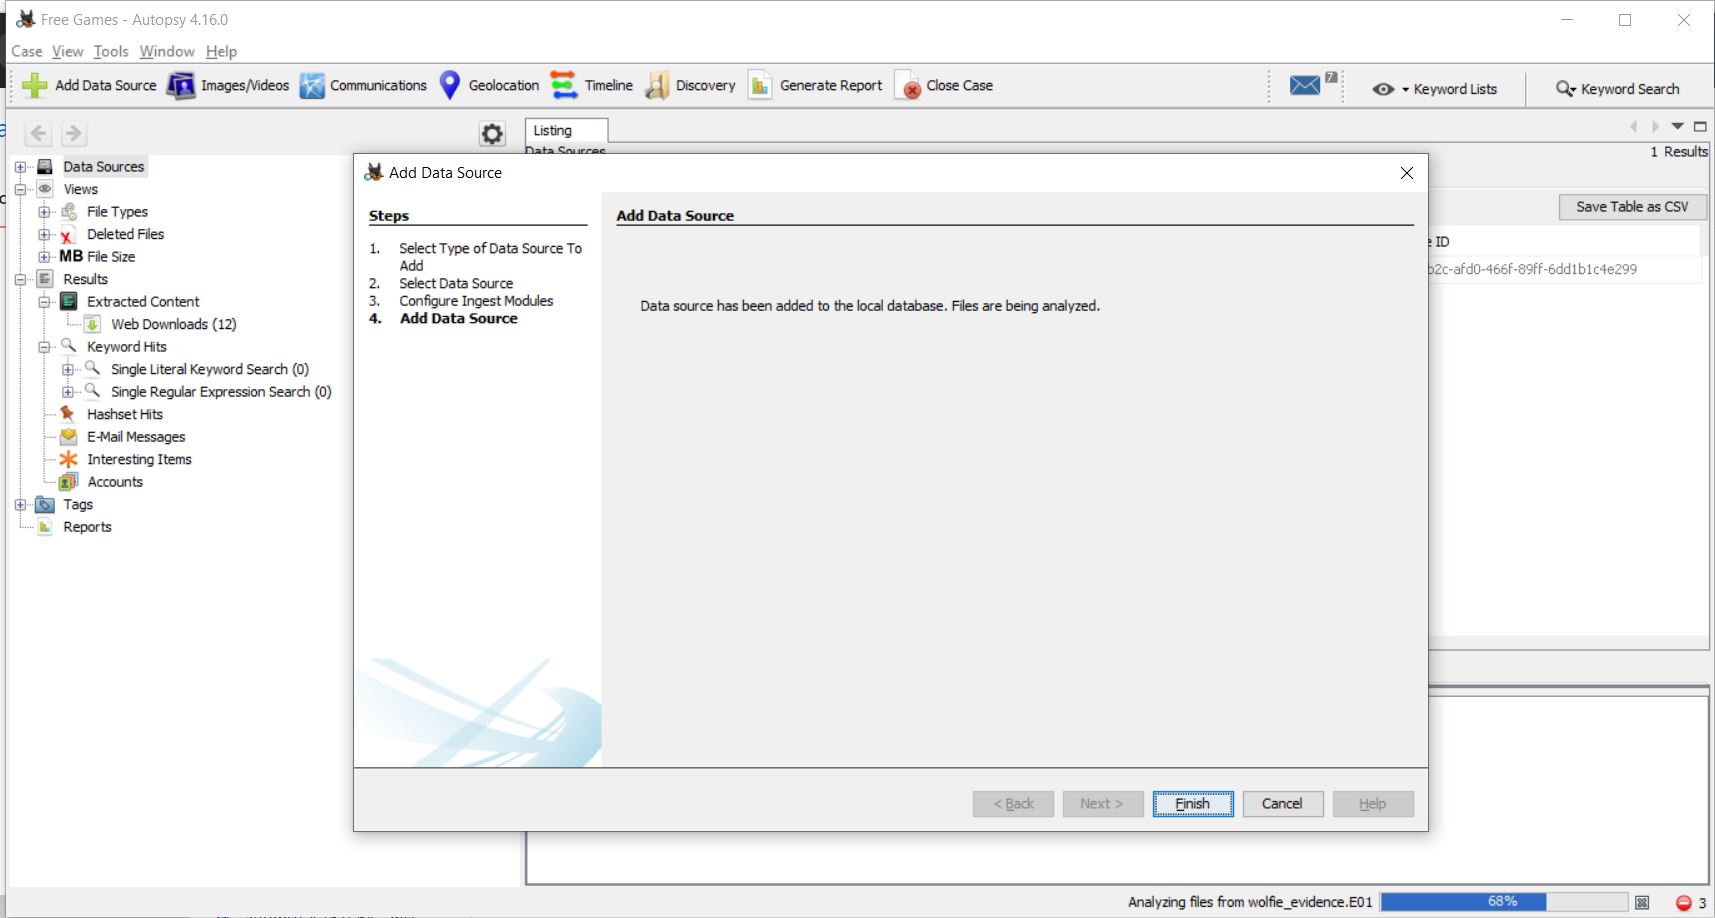 Free Games - Autopsy 4.16.0
Case View Tools Window Help
Add Data Source Images/Videos Communications Geolocation Timeline Discovery Generate Report Close Case 7 Keyword Lists Keyword Search
Listing
Data Sources
1 Results
Save Table as CSV
e ID
b2c-afd0-466f-89ff-6dd1b1c4e299
Data Sources
Views
File Types
Deleted Files
MB File Size
Results
Extracted Content
Web Downloads (12)
Keyword Hits
Single Literal Keyword Search (0)
Single Regular Expression Search (0)
Hashset Hits
E-Mail Messages
Interesting Items
Accounts
Tags
Reports
Add Data Source
Steps
1. Select Type of Data Source To
Add
2. Select Data Source
3. Configure Ingest Modules
4. Add Data Source
Add Data Source
Data source has been added to the local database. Files are being analyzed.
< Back Next > Finish Cancel Help
Analyzing files from wolfie_evidence.E01 68% 3